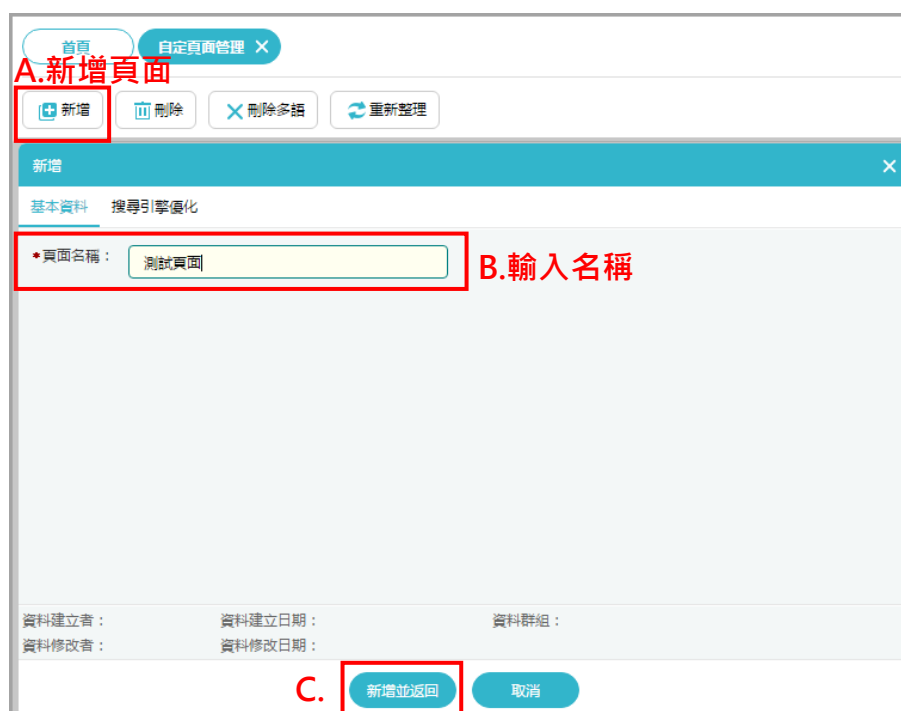 首頁 自定頁面管理
A.新增頁面
新增 刪除 刪除多語 重新整理
新增
基本資料 搜尋引擎優化
*頁面名稱： 測試頁面 B.輸入名稱
資料建立者： 資料建立日期： 資料群組：
資料修改者： 資料修改日期：
C. 新增並返回 取消